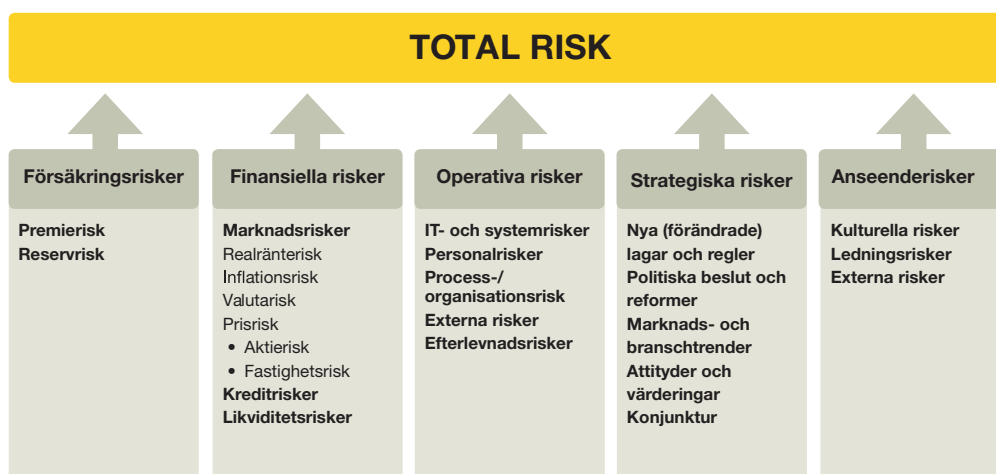 TOTAL RISK
Försäkringsrisker
Premierisk
Reservrisk
Finansiella risker
Marknadsrisker
Realränterisk
Inflationsrisk
Valutarisk
Prisrisk
• Aktierisk
• Fastighetsrisk
Kreditrisker
Likviditetsrisker
Operativa risker
IT- och systemrisker
Personalrisker
Process-/
organisationsrisk
Externa risker
Efterlevnadsrisker
Strategiska risker
Nya (förändrade)
lagar och regler
Politiska beslut och
reformer
Marknads- och
branschtrender
Attityder och
värderingar
Konjunktur
Anseenderisker
Kulturella risker
Ledningsrisker
Externa risker